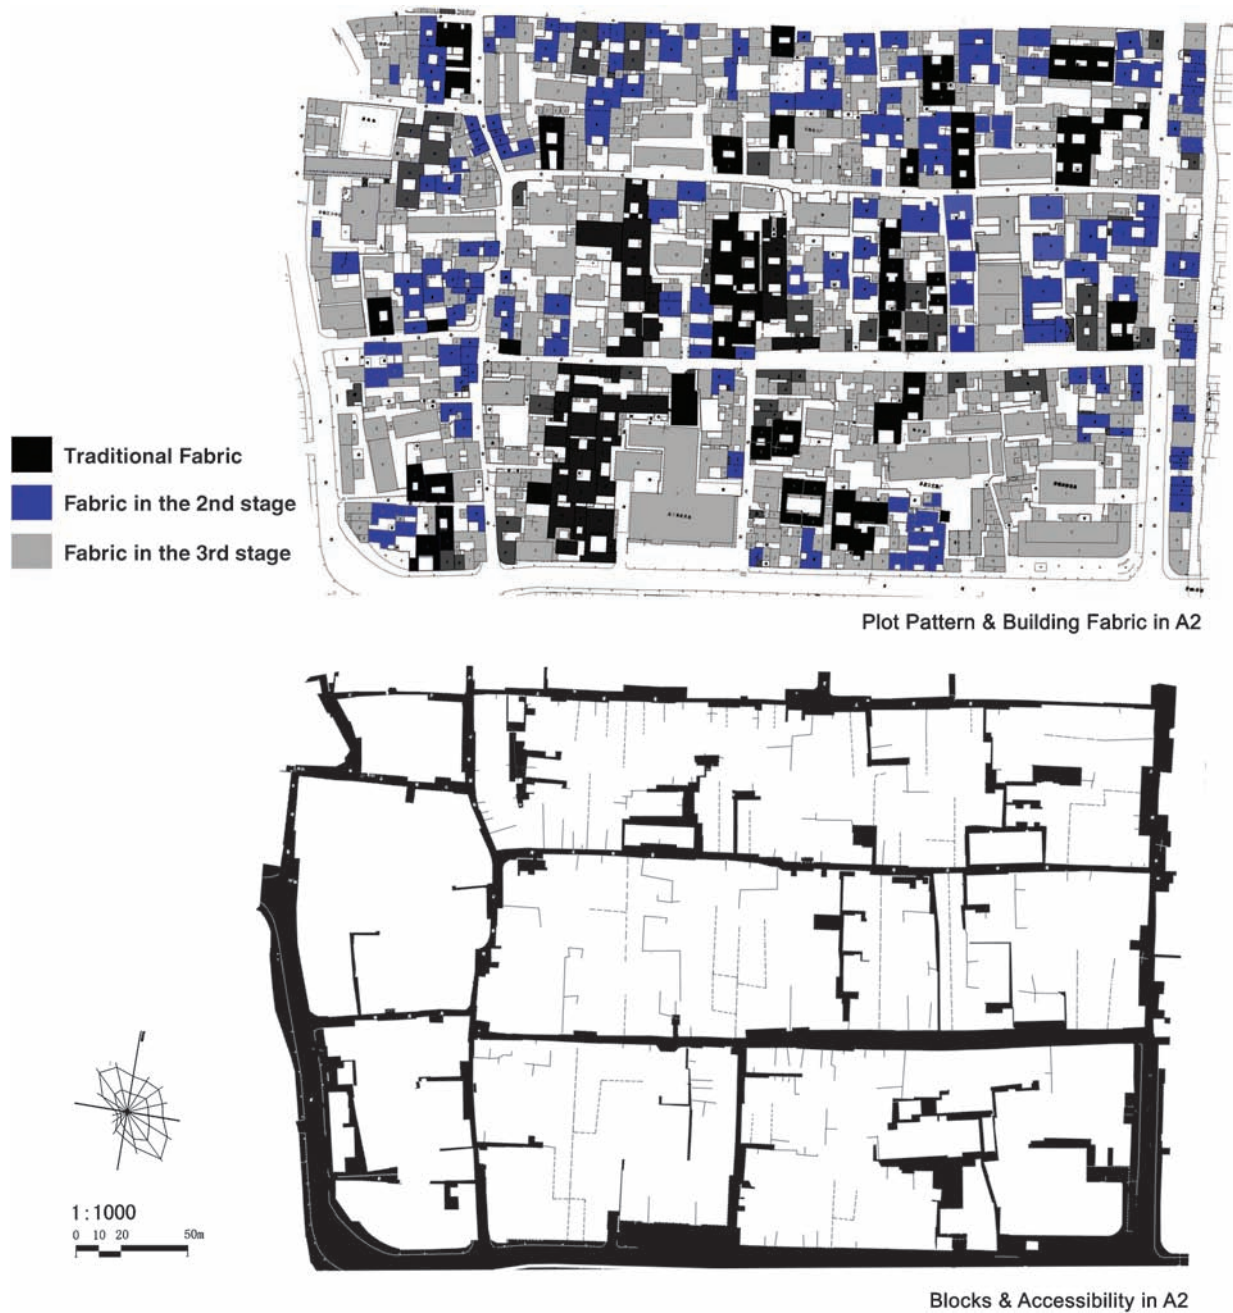 Traditional Fabric
Fabric in the 2nd stage
Fabric in the 3rd stage
Plot Pattern & Building Fabric in A2
1:1000
0 10 20 50m
Blocks & Accessibility in A2